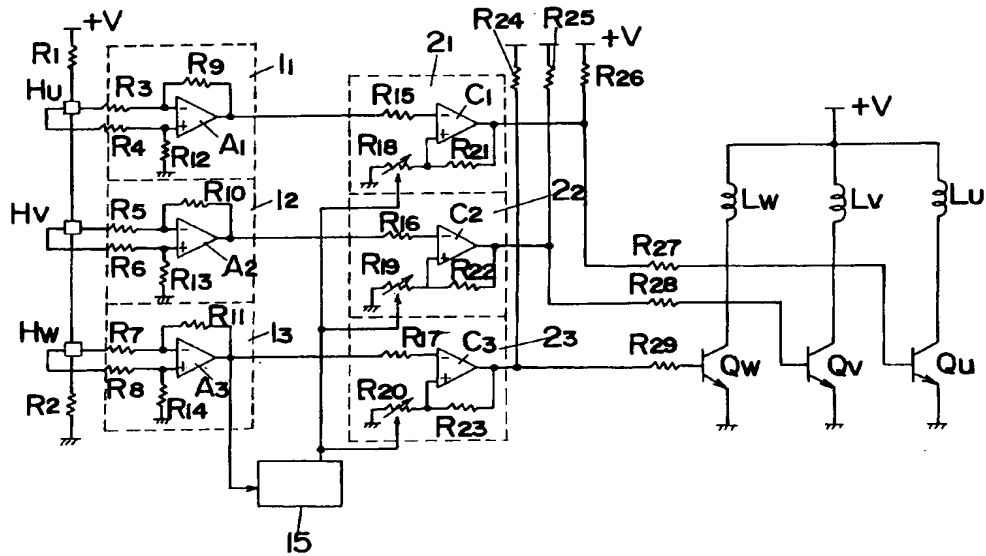 R24
R25
+V
+V
R1
R9
11
21
R26
Hu
R3
R15
C1
+V
R4
A1
R18
R21
R12
R10
12
22
Lw
Lv
Lu
Hv
R5
R16
C2
R27
R6
A2
R19
R22
R13
R28
R11
Hw
R7
13
R17
C3
23
R29
R8
A3
Qw
Qv
Qu
R2
R14
R20
R23
15